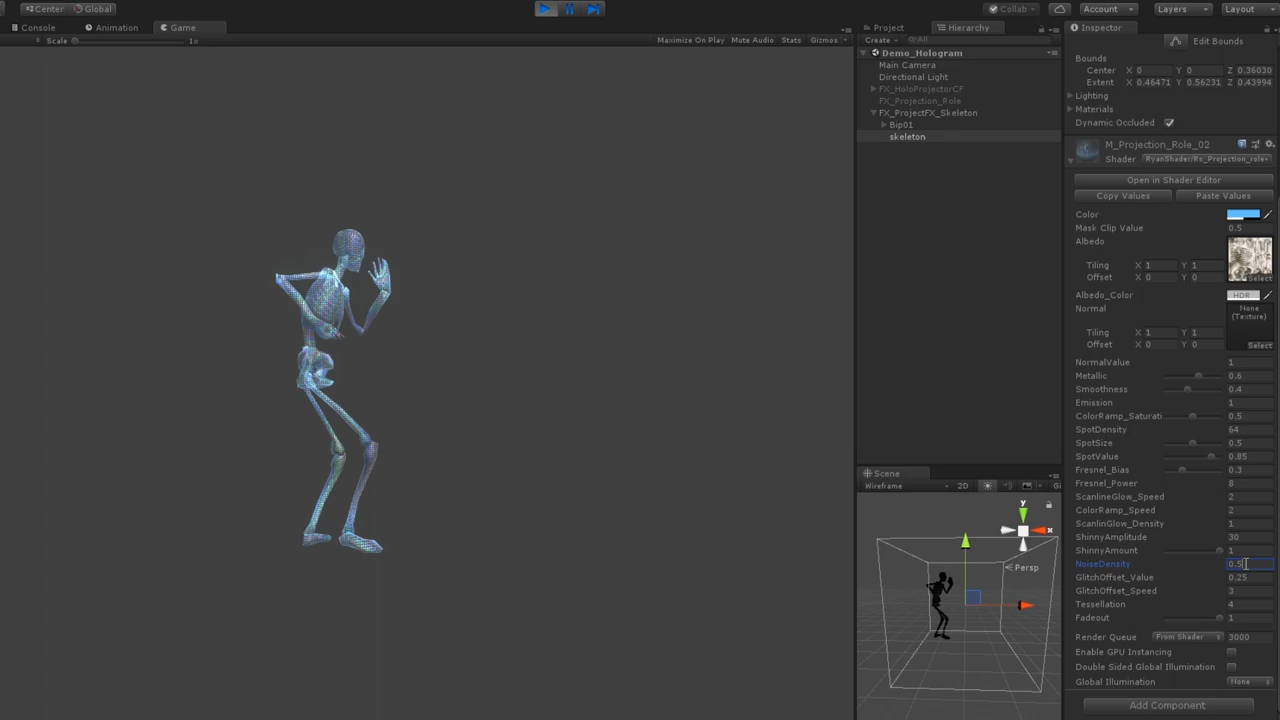 Center Global
Collab Account Layers Layout
Console Animation Game
Scale 1x
Maximize On Play Mute Audio Stats Gizmos
Project Hierarchy
Create All
Demo_Hologram
Main Camera
Directional Light
FX_HoloProjectorCF
FX_Projection_Role
FX_ProjectFX_Skeleton
Bip01
skeleton
Scene
Wireframe 2D Gi
y
x
Persp
Inspector
Edit Bounds
Bounds
Center X 0 Y 0 Z 0.36030
Extent X 0.46471 Y 0.56231 Z 0.43994
Lighting
Materials
Dynamic Occluded
M_Projection_Role_02
Shader RyanShader/Rs_Projection_role
Open in Shader Editor
Copy Values Paste Values
Color
Mask Clip Value 0.5
Albedo
Tiling X 1 Y 1
Offset X 0 Y 0
Select
Albedo_Color HDR
Normal None
(Texture)
Tiling X 1 Y 1
Offset X 0 Y 0
Select
NormalValue 1
Metallic 0.6
Smoothness 0.4
Emission 1
ColorRamp_Saturati 0.5
SpotDensity 64
SpotSize 0.5
SpotValue 0.85
Fresnel_Bias 0.3
Fresnel_Power 8
ScanlineGlow_Speed 2
ColorRamp_Speed 2
ScanlinGlow_Density 1
ShinnyAmplitude 30
ShinnyAmount 1
NoiseDensity 0.5
GlitchOffset_Value 0.25
GlitchOffset_Speed 3
Tessellation 4
Fadeout 1
Render Queue From Shader 3000
Enable GPU Instancing
Double Sided Global Illumination
Global Illumination None
Add Component